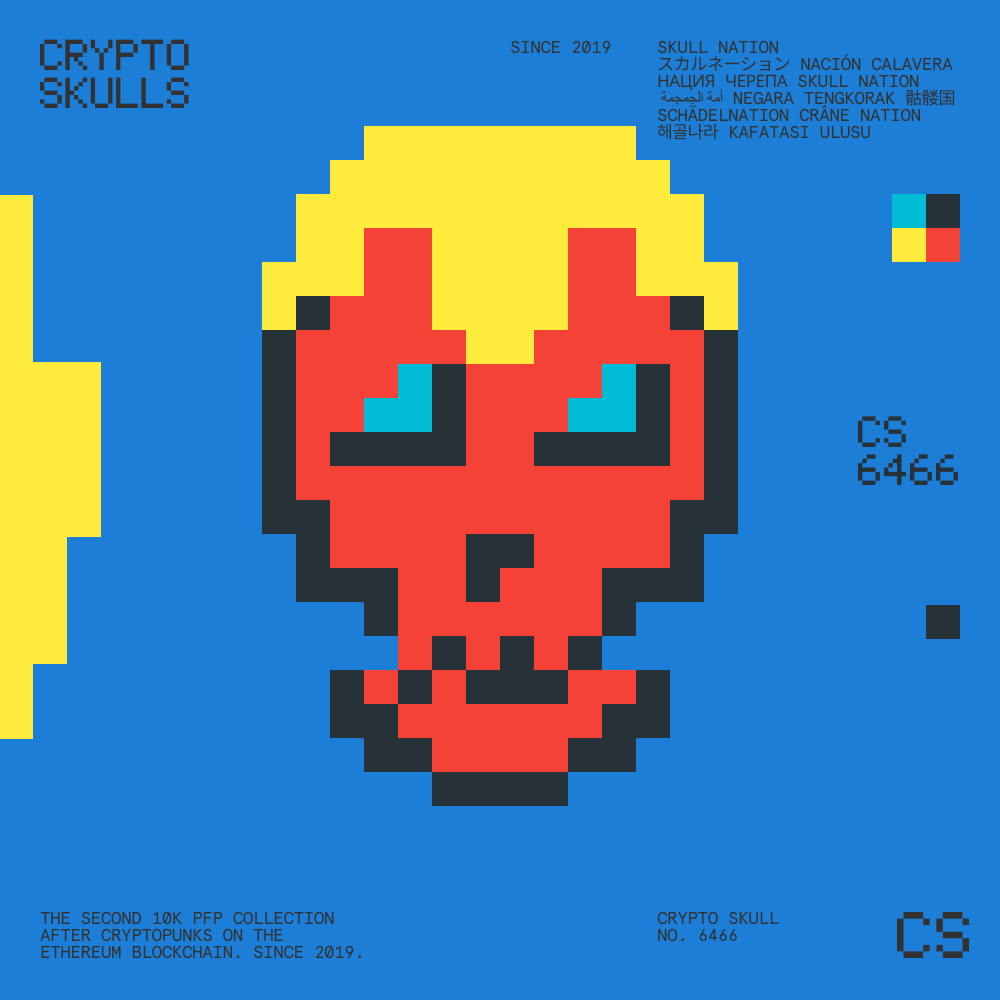 CRYPTO
SKULLS
SINCE 2019
SKULL NATION
スカルネーション NACIÓN CALAVERA
НАЦИЯ ЧЕРЕПА SKULL NATION
أمة الجمجمة NEGARA TENGKORAK 骷髅国
SCHÄDELNATION CRÂNE NATION
해골나라 KAFATASI ULUSU
CS
6466
THE SECOND 10K PFP COLLECTION
AFTER CRYPTOPUNKS ON THE
ETHEREUM BLOCKCHAIN. SINCE 2019.
CRYPTO SKULL
NO. 6466
CS